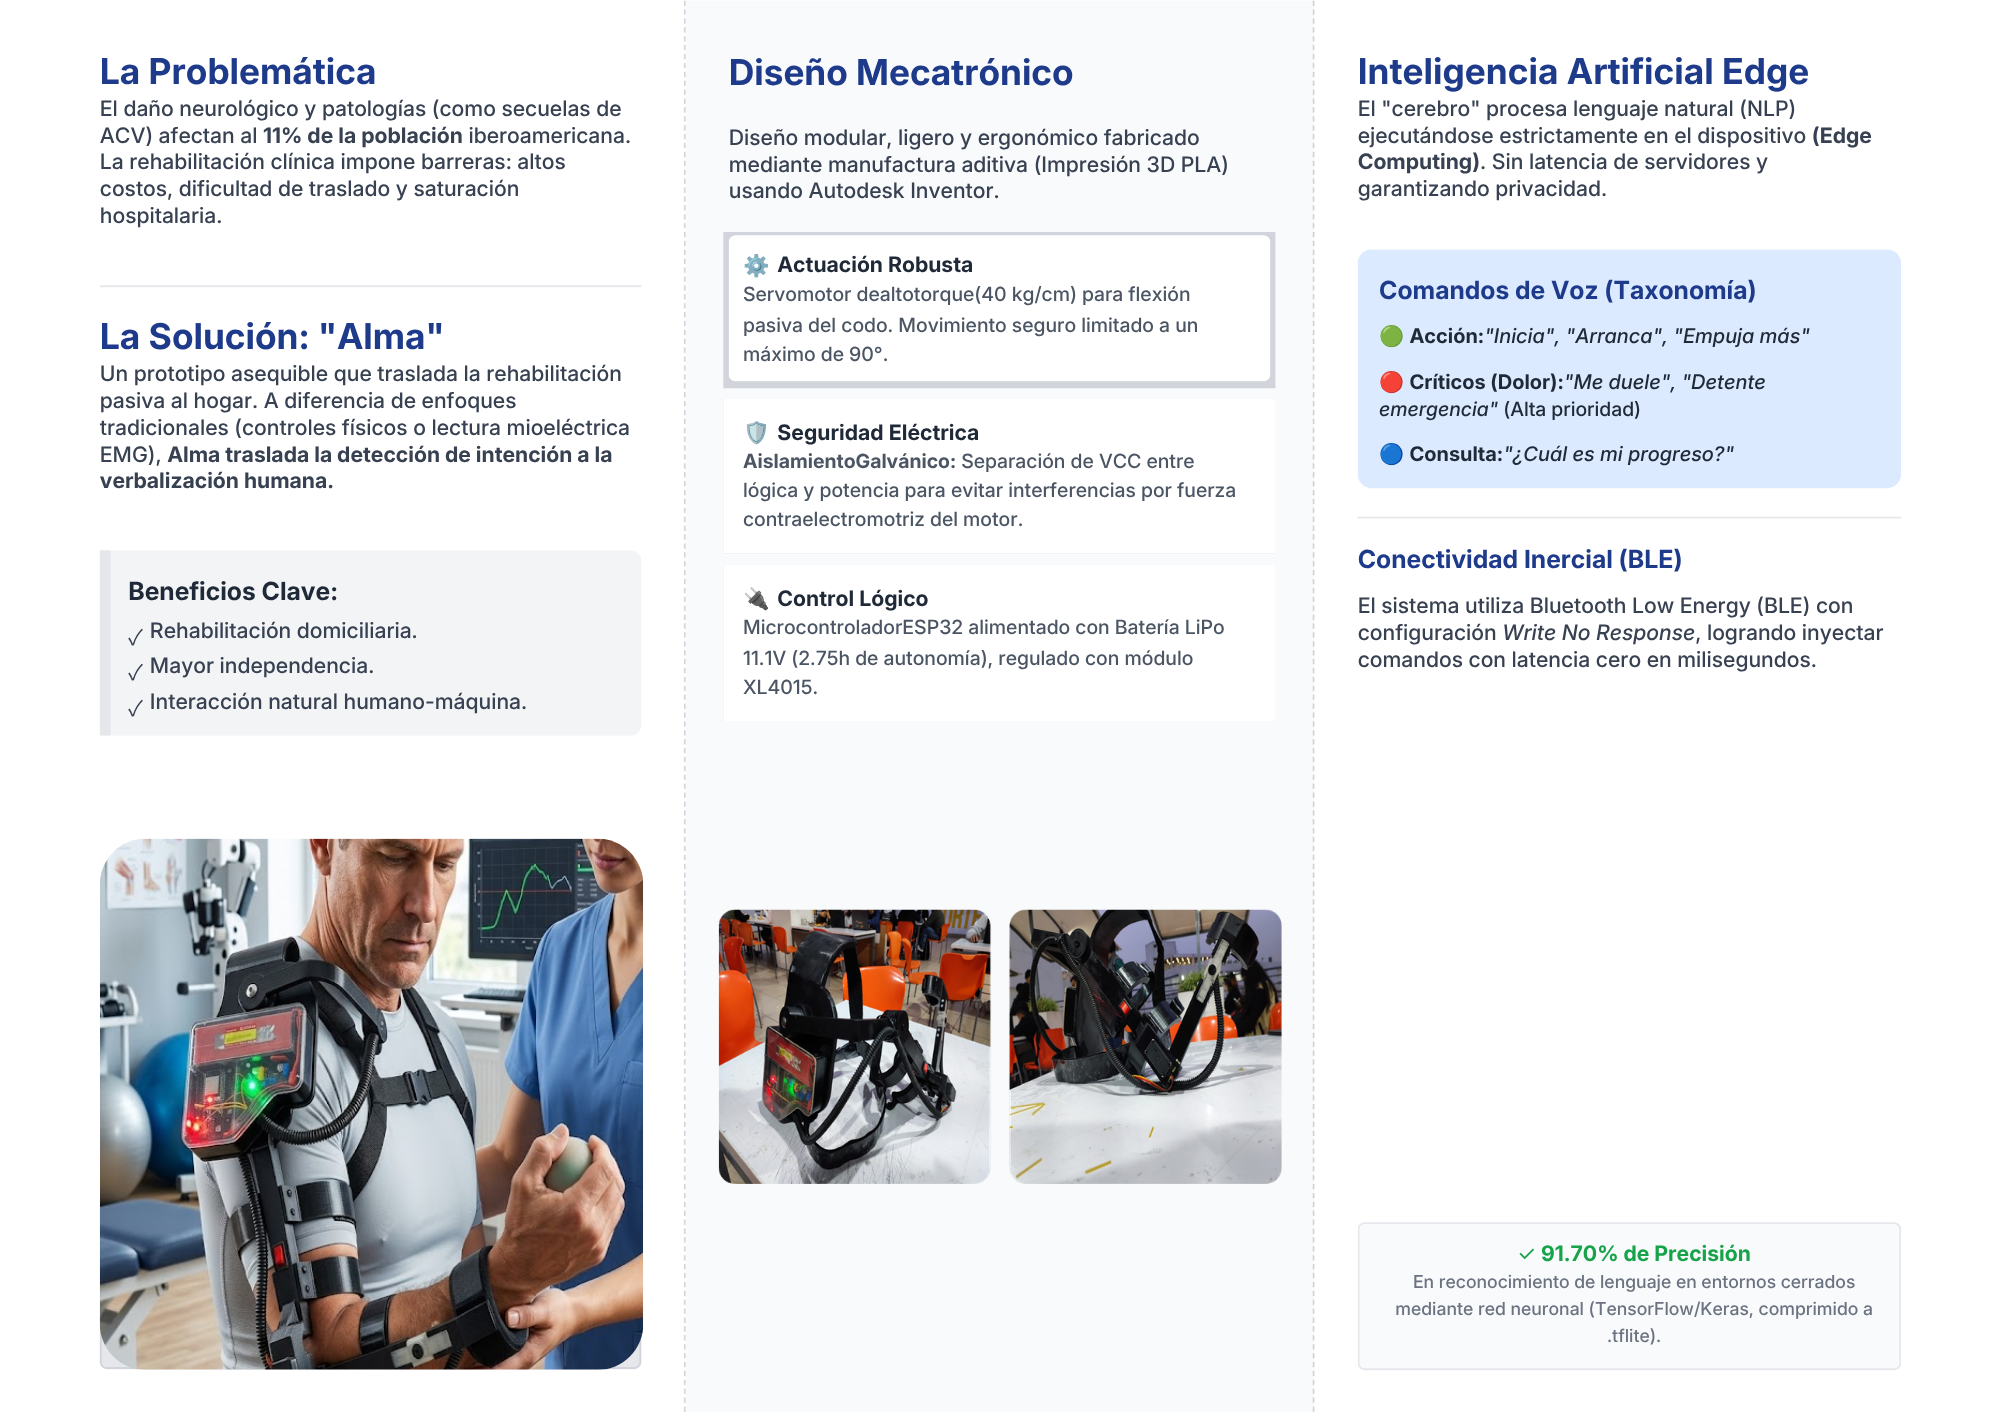 La Problemática
El daño neurológico y patologías (como secuelas de
ACV) afectan al 11% de la población iberoamericana.
La rehabilitación clínica impone barreras: altos
costos, dificultad de traslado y saturación
hospitalaria.
La Solución: "Alma"
Un prototipo asequible que traslada la rehabilitación
pasiva al hogar. A diferencia de enfoques
tradicionales (controles físicos o lectura mioeléctrica
EMG), Alma traslada la detección de intención a la
verbalización humana.
Beneficios Clave:
✓ Rehabilitación domiciliaria.
✓ Mayor independencia.
✓ Interacción natural humano-máquina.
Diseño Mecatrónico
Diseño modular, ligero y ergonómico fabricado
mediante manufactura aditiva (Impresión 3D PLA)
usando Autodesk Inventor.
⚙️ Actuación Robusta
Servomotor dealtotorque(40 kg/cm) para flexión
pasiva del codo. Movimiento seguro limitado a un
máximo de 90°.
🛡️ Seguridad Eléctrica
AislamientoGalvánico: Separación de VCC entre
lógica y potencia para evitar interferencias por fuerza
contraelectromotriz del motor.
🔌 Control Lógico
MicrocontroladorESP32 alimentado con Batería LiPo
11.1V (2.75h de autonomía), regulado con módulo
XL4015.
Inteligencia Artificial Edge
El "cerebro" procesa lenguaje natural (NLP)
ejecutándose estrictamente en el dispositivo (Edge
Computing). Sin latencia de servidores y
garantizando privacidad.
Comandos de Voz (Taxonomía)
🟢 Acción:"Inicia", "Arranca", "Empuja más"
🔴 Críticos (Dolor):"Me duele", "Detente
emergencia" (Alta prioridad)
🔵 Consulta:"¿Cuál es mi progreso?"
Conectividad Inercial (BLE)
El sistema utiliza Bluetooth Low Energy (BLE) con
configuración Write No Response, logrando inyectar
comandos con latencia cero en milisegundos.
✓ 91.70% de Precisión
En reconocimiento de lenguaje en entornos cerrados
mediante red neuronal (TensorFlow/Keras, comprimido a
.tflite).